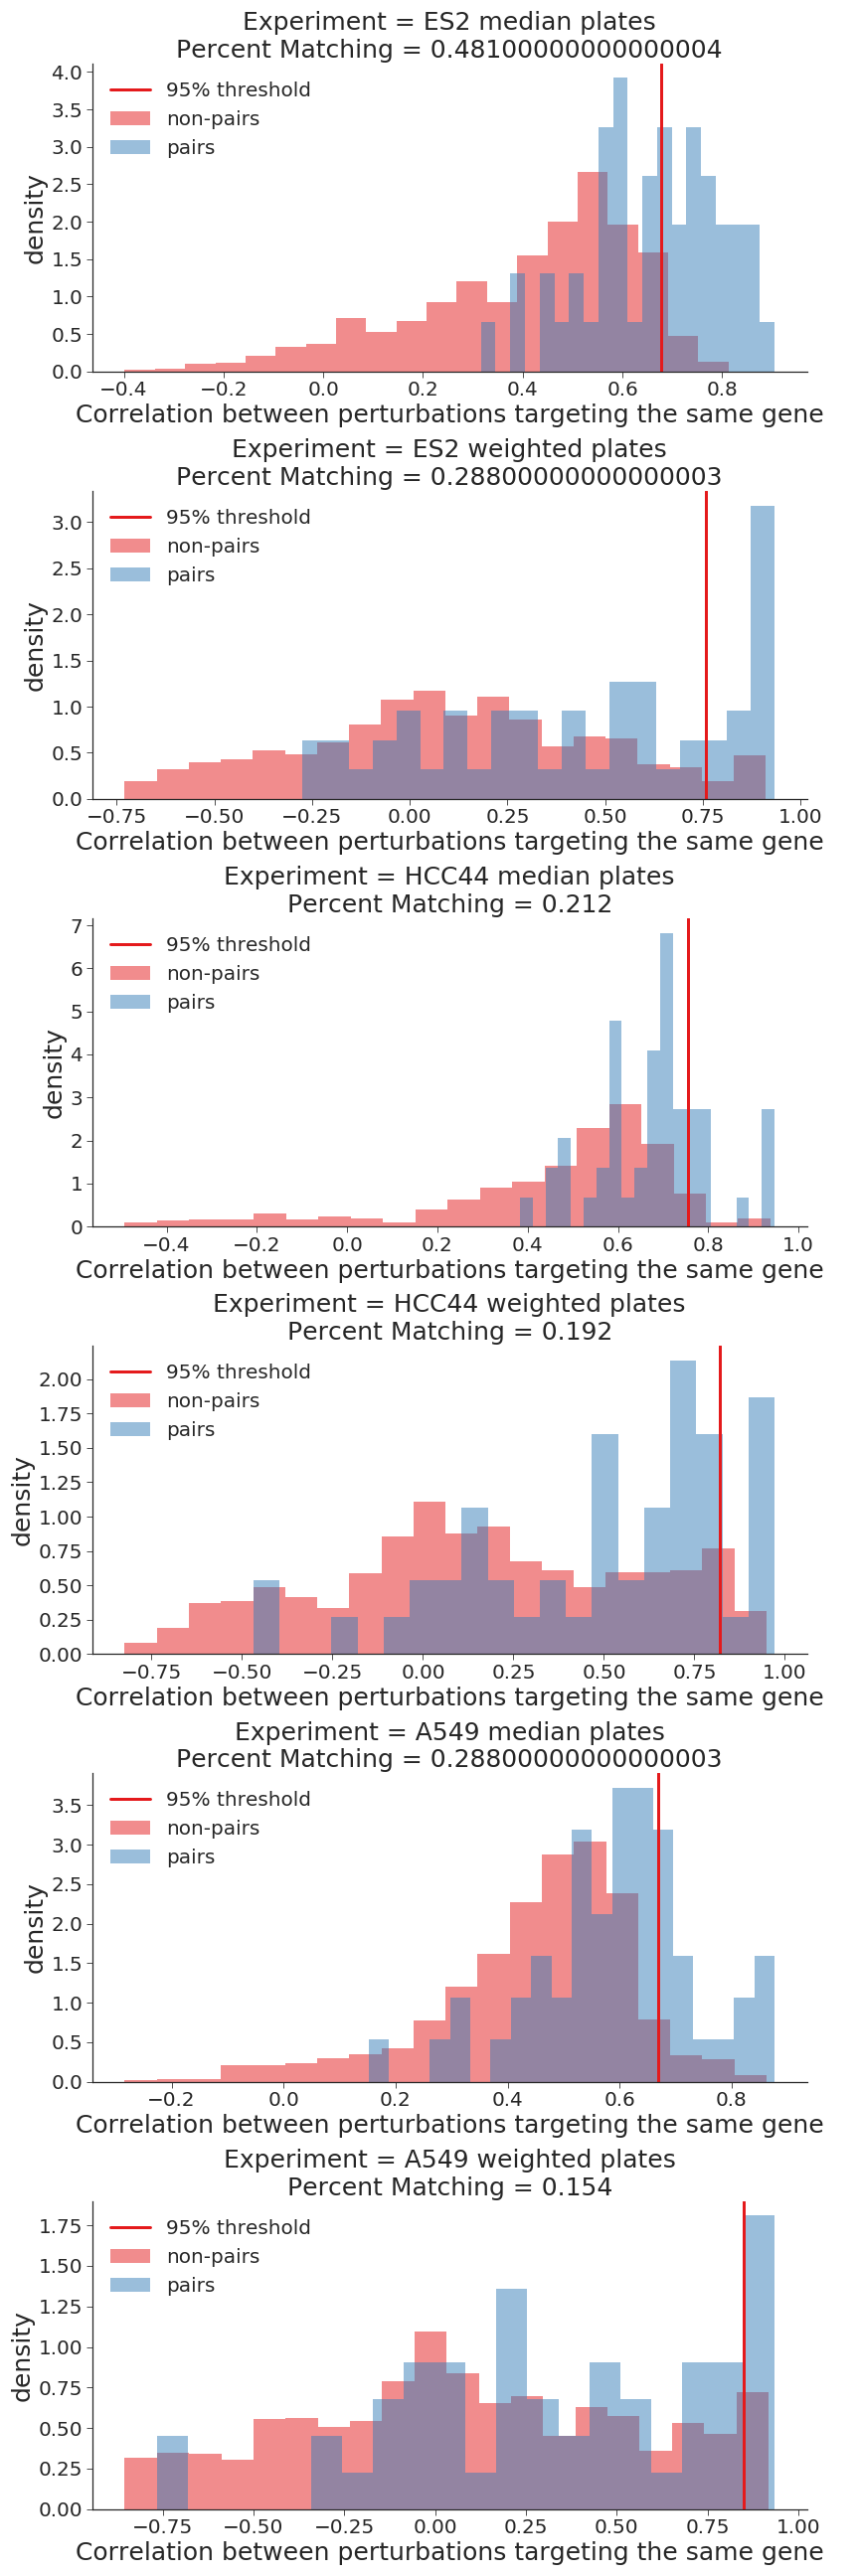 Experiment = ES2 median plates
Percent Matching = 0.48100000000000004
4.0
3.5
3.0
2.5
2.0
1.5
1.0
0.5
0.0
density
95% threshold
non-pairs
pairs
−0.4 −0.2 0.0 0.2 0.4 0.6 0.8
Correlation between perturbations targeting the same gene
Experiment = ES2 weighted plates
Percent Matching = 0.28800000000000003
3.0
2.5
2.0
1.5
1.0
0.5
0.0
density
95% threshold
non-pairs
pairs
−0.75 −0.50 −0.25 0.00 0.25 0.50 0.75 1.00
Correlation between perturbations targeting the same gene
Experiment = HCC44 median plates
Percent Matching = 0.212
7
6
5
4
3
2
1
0
density
95% threshold
non-pairs
pairs
−0.4 −0.2 0.0 0.2 0.4 0.6 0.8 1.0
Correlation between perturbations targeting the same gene
Experiment = HCC44 weighted plates
Percent Matching = 0.192
2.00
1.75
1.50
1.25
1.00
0.75
0.50
0.25
0.00
density
95% threshold
non-pairs
pairs
−0.75 −0.50 −0.25 0.00 0.25 0.50 0.75 1.00
Correlation between perturbations targeting the same gene
Experiment = A549 median plates
Percent Matching = 0.28800000000000003
3.5
3.0
2.5
2.0
1.5
1.0
0.5
0.0
density
95% threshold
non-pairs
pairs
−0.2 0.0 0.2 0.4 0.6 0.8
Correlation between perturbations targeting the same gene
Experiment = A549 weighted plates
Percent Matching = 0.154
1.75
1.50
1.25
1.00
0.75
0.50
0.25
0.00
density
95% threshold
non-pairs
pairs
−0.75 −0.50 −0.25 0.00 0.25 0.50 0.75 1.00
Correlation between perturbations targeting the same gene